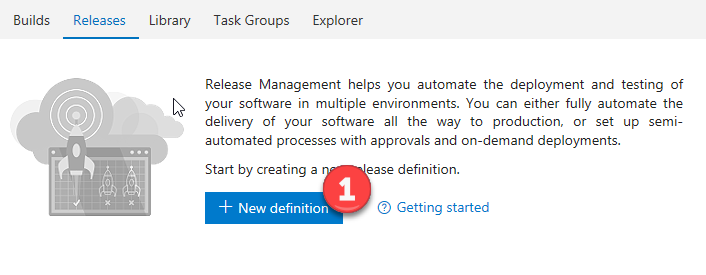 Builds Releases Library Task Groups Explorer
Release Management helps you automate the deployment and testing of
your software in multiple environments. You can either fully automate the
delivery of your software all the way to production, or set up semi-
automated processes with approvals and on-demand deployments.
Start by creating a new release definition.
1
+ New definition
? Getting started